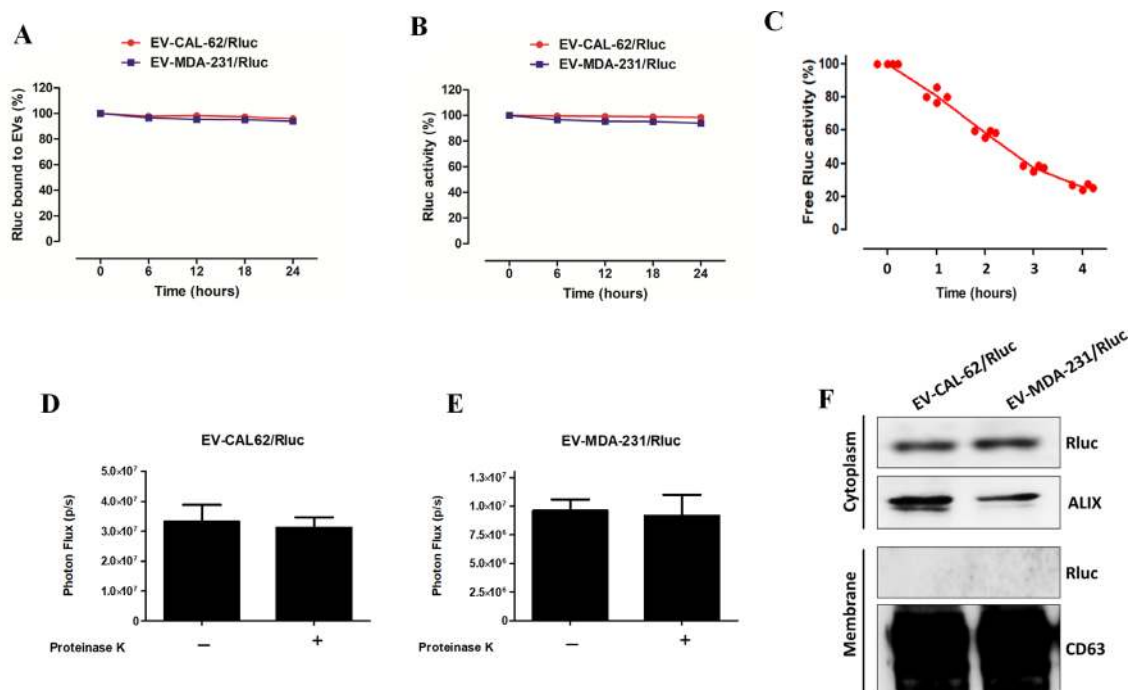 A
EV-CAL-62/Rluc
EV-MDA-231/Rluc
Rluc bound to EVs (%)
120
100
80
60
40
20
0
0 6 12 18 24
Time (hours)
B
EV-CAL-62/Rluc
EV-MDA-231/Rluc
Rluc activity (%)
120
100
80
60
40
20
0
0 6 12 18 24
Time (hours)
C
Free Rluc activity (%)
100
80
60
40
20
0
0 1 2 3 4
Time (hours)
D
EV-CAL62/Rluc
Photon Flux (p/s)
5.0×10⁷
4.0×10⁷
3.0×10⁷
2.0×10⁷
1.0×10⁷
0
Proteinase K − +
E
EV-MDA-231/Rluc
Photon Flux (p/s)
1.3×10⁷
1.0×10⁷
7.5×10⁶
5.0×10⁶
2.5×10⁶
0
Proteinase K − +
F
EV-CAL-62/Rluc
EV-MDA-231/Rluc
Cytoplasm
Rluc
ALIX
Membrane
Rluc
CD63